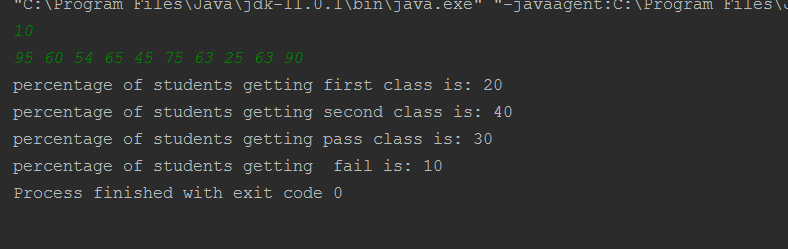 "C:\Program Files\Java\jdk-11.0.1\bin\java.exe" "-javaagent:C:\Program Files\J
10
95 60 54 65 45 75 63 25 63 90
percentage of students getting first class is: 20
percentage of students getting second class is: 40
percentage of students getting pass class is: 30
percentage of students getting  fail is: 10
Process finished with exit code 0